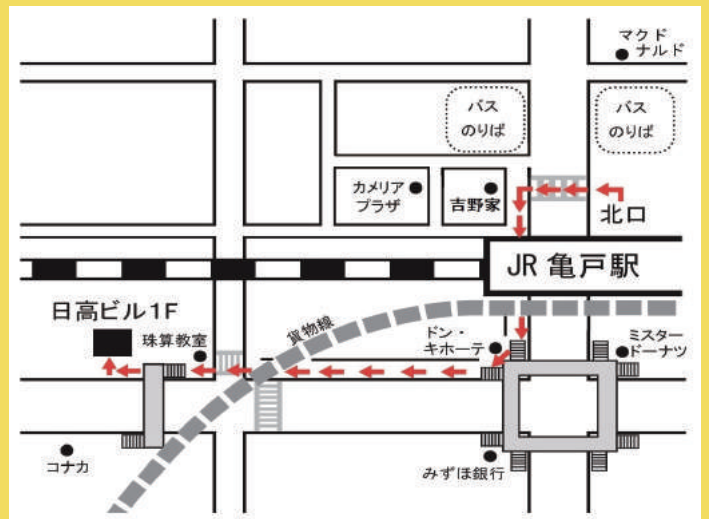 マクド
ナルド
バス
のりば
バス
のりば
カメリア
プラザ
吉野家
北口
JR 亀戸駅
日高ビル1F
珠算教室
貨物線
ドン・
キホーテ
ミスター
ドーナツ
コナカ
みずほ銀行